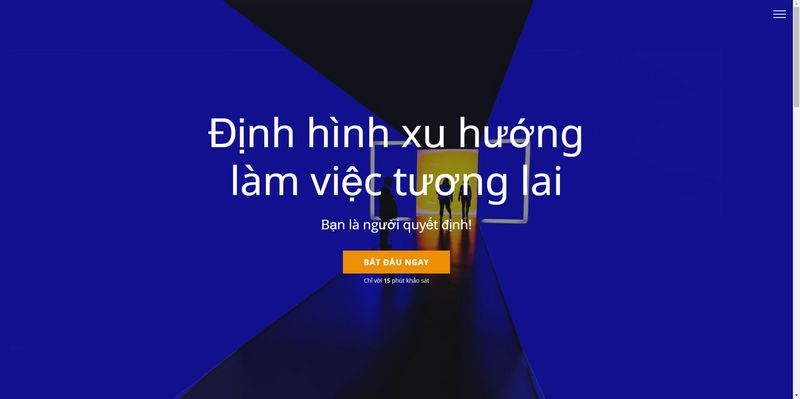 Định hình xu hướng
làm việc tương lai
Bạn là người quyết định!
BẮT ĐẦU NGAY
Chỉ với 15 phút khảo sát